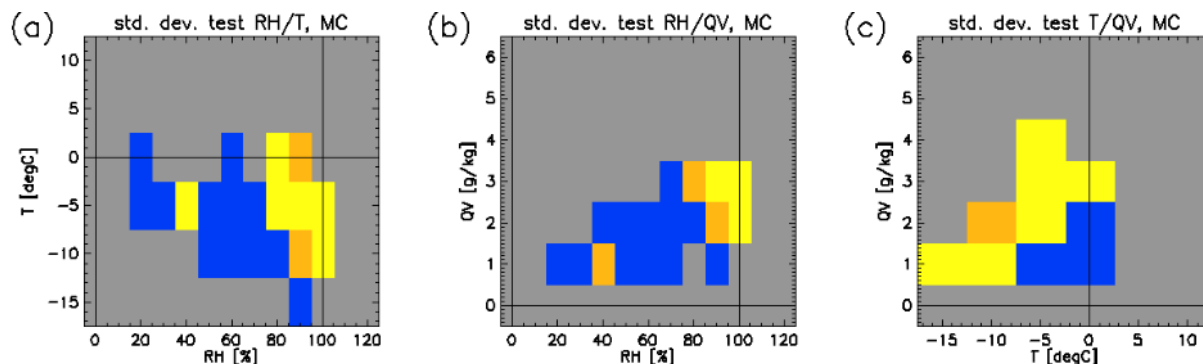 (a) std. dev. test RH/T, MC
T [degC]
10
5
0
-5
-10
-15
0 20 40 60 80 100 120
RH [%]
(b) std. dev. test RH/QV, MC
QV [g/kg]
6
5
4
3
2
1
0
0 20 40 60 80 100 120
RH [%]
(c) std. dev. test T/QV, MC
QV [g/kg]
6
5
4
3
2
1
0
-15 -10 -5 0 5 10
T [degC]